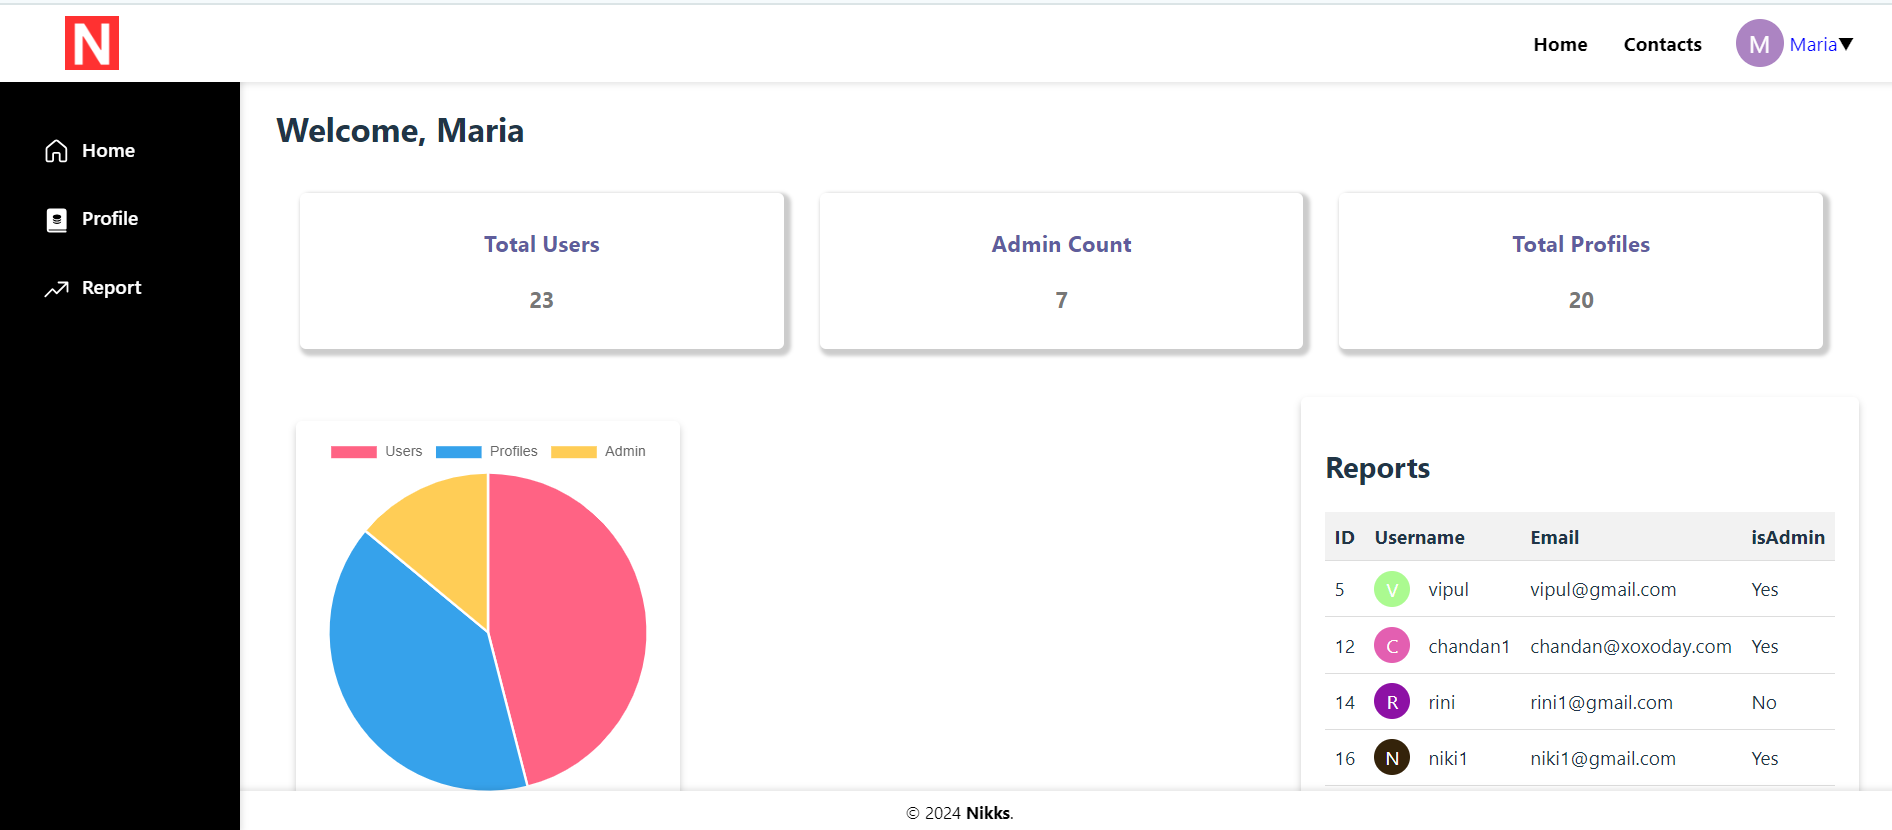 N
Home Contacts M Maria▼
Home
Profile
Report
Welcome, Maria
Total Users
23
Admin Count
7
Total Profiles
20
Users Profiles Admin
Reports
ID Username Email isAdmin
5 V vipul vipul@gmail.com Yes
12 C chandan1 chandan@xoxoday.com Yes
14 R rini rini1@gmail.com No
16 N niki1 niki1@gmail.com Yes
© 2024 Nikks.